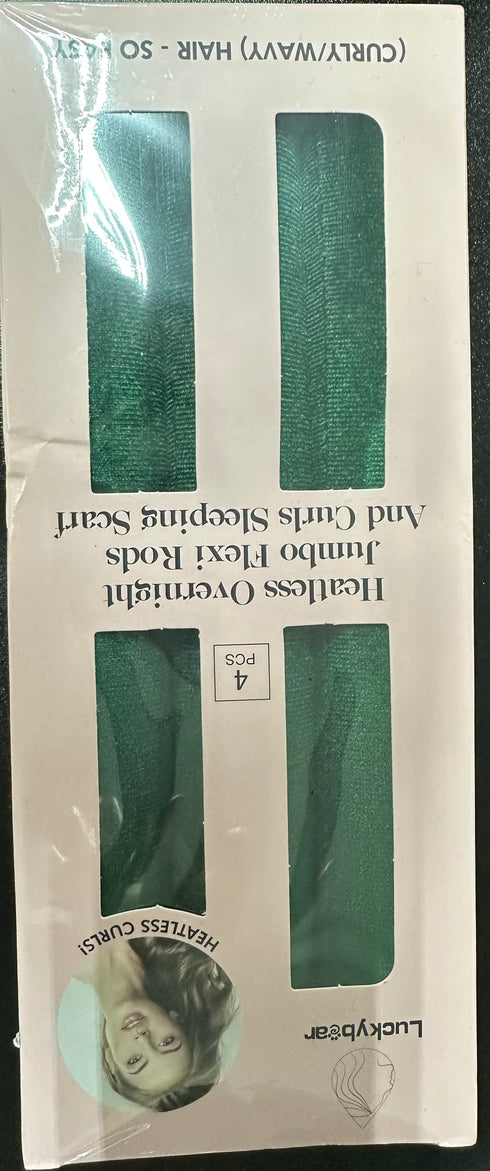 Luckybear
HEATLESS CURLS!
4
PCS
Heatless Overnight
Jumbo Flexi Rods
And Curls Sleeping Scarf
(CURLY/WAVY) HAIR - SO EASY